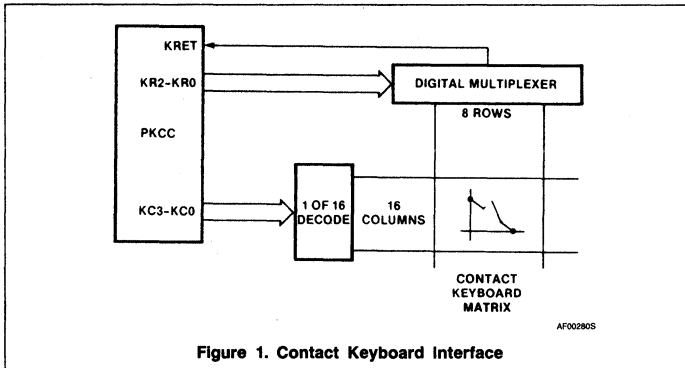 KRET
KR2-KR0
PKCC
KC3-KC0
DIGITAL MULTIPLEXER
8 ROWS
1 OF 16
DECODE
16
COLUMNS
CONTACT
KEYBOARD
MATRIX
AF00280S
Figure 1. Contact Keyboard Interface